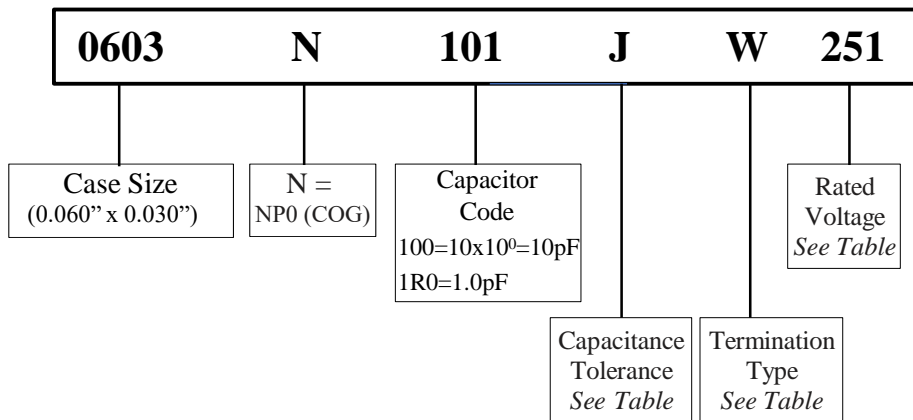 0603 N 101 J W 251
Case Size
(0.060” x 0.030”)
N =
NP0 (COG)
Capacitor
Code
100=10x10⁰=10pF
1R0=1.0pF
Rated
Voltage
See Table
Capacitance
Tolerance
See Table
Termination
Type
See Table